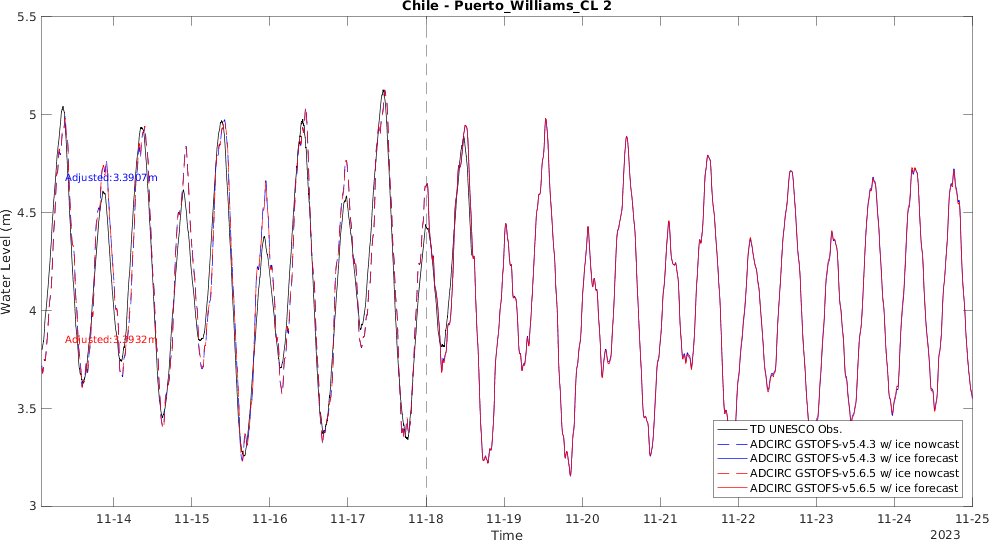 Chile - Puerto_Williams_CL 2
5.5
5
4.5
4
3.5
3
Water Level (m)
Adjusted:3.3907m
Adjusted:3.3932m
TD UNESCO Obs.
ADCIRC GSTOFS-v5.4.3 w/ ice nowcast
ADCIRC GSTOFS-v5.4.3 w/ ice forecast
ADCIRC GSTOFS-v5.6.5 w/ ice nowcast
ADCIRC GSTOFS-v5.6.5 w/ ice forecast
11-14 11-15 11-16 11-17 11-18 11-19 11-20 11-21 11-22 11-23 11-24 11-25
Time
2023